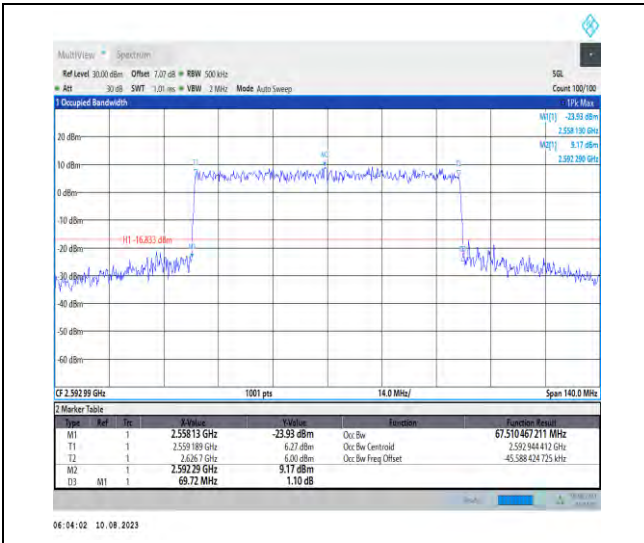 MultiView Spectrum
Ref Level 30.00 dBm Offset 7.07 dB RBW 500 kHz SGL
Att 30 dB SWT 1.01 ms VBW 2 MHz Mode Auto Sweep Count 100/100
1 Occupied Bandwidth 1Pk Max
M1[1] -23.93 dBm
2.558 130 GHz
M2[1] 9.17 dBm
2.592 290 GHz
20 dBm
10 dBm
0 dBm
-10 dBm
H1 -16.833 dBm
-20 dBm
-30 dBm
-40 dBm
-50 dBm
-60 dBm
CF 2.592 99 GHz 1001 pts 14.0 MHz/ Span 140.0 MHz
2 Marker Table
Type Ref Trc X-Value Y-Value Function Function Result
M1 1 2.558 13 GHz -23.93 dBm Occ Bw 67.510 467 211 MHz
T1 1 2.559 189 GHz 6.27 dBm Occ Bw Centroid 2.592 944 412 GHz
T2 1 2.626 7 GHz 6.00 dBm Occ Bw Freq Offset -45.588 424 725 kHz
M2 1 2.592 29 GHz 9.17 dBm
D3 M1 1 69.72 MHz 1.10 dB
06:04:02 10.08.2023